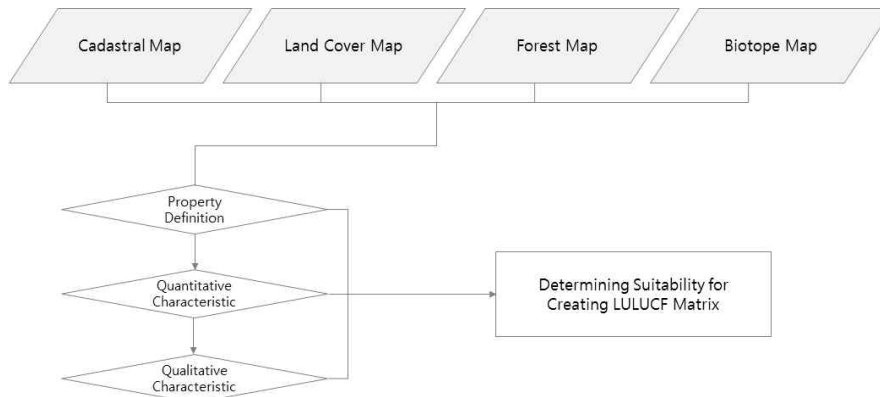 Cadastral Map
Land Cover Map
Forest Map
Biotope Map
Property
Definition
Quantitative
Characteristic
Determining Suitability for
Creating LULUCF Matrix
Qualitative
Characteristic